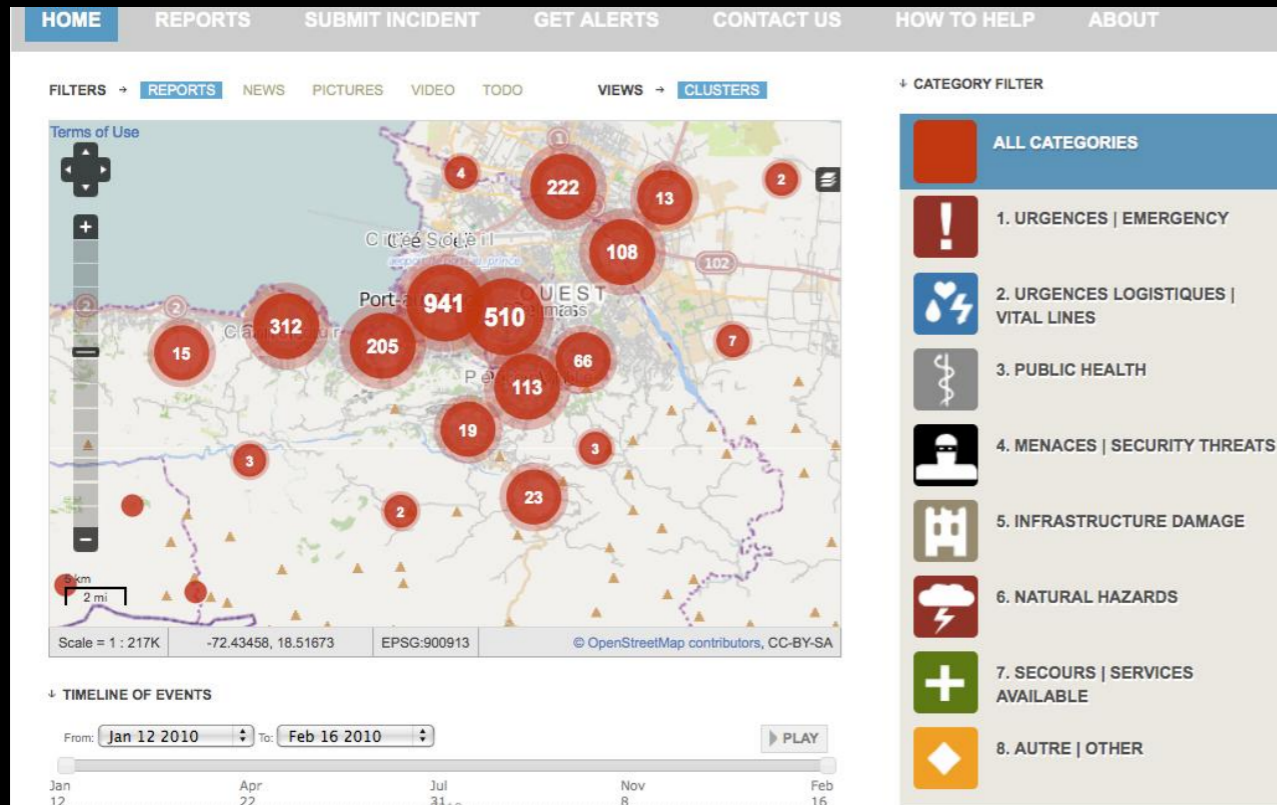 HOME REPORTS SUBMIT INCIDENT GET ALERTS CONTACT US HOW TO HELP ABOUT
FILTERS → REPORTS NEWS PICTURES VIDEO TODO VIEWS → CLUSTERS
Terms of Use
1
4
222
13
2
108
102
941
510
2
2
312
205
15
66
7
113
19
3
3
23
2
5 km
2 mi
Scale = 1 : 217K -72.43458, 18.51673 EPSG:900913 © OpenStreetMap contributors, CC-BY-SA
↓ TIMELINE OF EVENTS
From: Jan 12 2010 To: Feb 16 2010 PLAY
Jan Apr Jul Nov Feb
12 22 31 8 16
↓ CATEGORY FILTER
ALL CATEGORIES
1. URGENCES | EMERGENCY
2. URGENCES LOGISTIQUES |
VITAL LINES
3. PUBLIC HEALTH
4. MENACES | SECURITY THREATS
5. INFRASTRUCTURE DAMAGE
6. NATURAL HAZARDS
7. SECOURS | SERVICES
AVAILABLE
8. AUTRE | OTHER